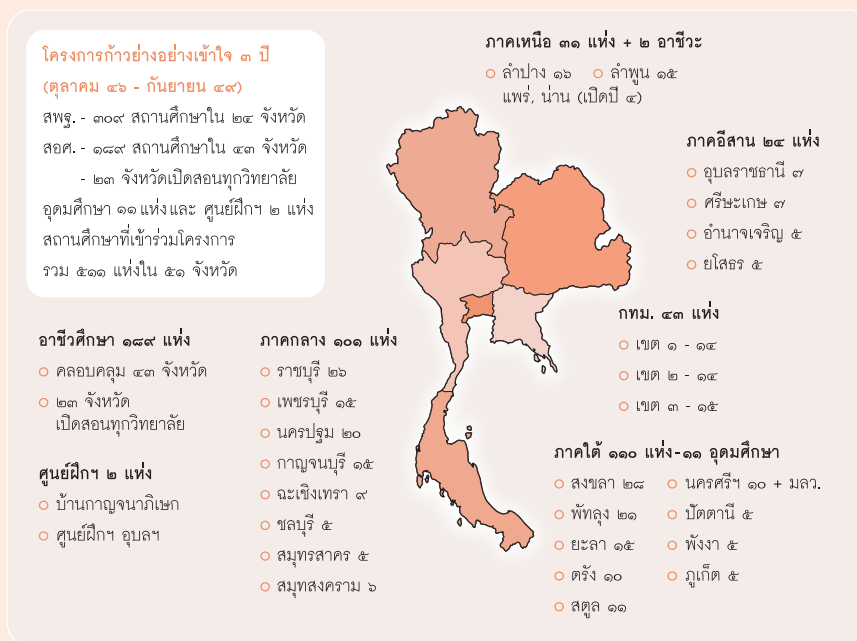 โครงการก้าวย่างอย่างเข้าใจ ๓ ปี
(ตุลาคม ๔๖ - กันยายน ๔๙)
สพฐ. - ๓๐๙ สถานศึกษาใน ๒๔ จังหวัด
สอศ. - ๑๘๙ สถานศึกษาใน ๔๓ จังหวัด
- ๒๓ จังหวัดเปิดสอนทุกวิทยาลัย
อุดมศึกษา ๑๑ แห่งและ ศูนย์ฝึกฯ ๒ แห่ง
สถานศึกษาที่เข้าร่วมโครงการ
รวม ๕๑๑ แห่งใน ๕๑ จังหวัด
ภาคเหนือ ๓๑ แห่ง + ๒ อาชีวะ
ลำปาง ๑๖
ลำพูน ๑๕
แพร่, น่าน (เปิดปี ๔)
ภาคอีสาน ๒๔ แห่ง
อุบลราชธานี ๗
ศรีษะเกษ ๗
อำนาจเจริญ ๕
ยโสธร ๕
กทม. ๔๓ แห่ง
เขต ๑ - ๑๔
เขต ๒ - ๑๔
เขต ๓ - ๑๕
อาชีวศึกษา ๑๘๙ แห่ง
คลอบคลุม ๔๓ จังหวัด
๒๓ จังหวัด
เปิดสอนทุกวิทยาลัย
ศูนย์ฝึกฯ ๒ แห่ง
บ้านกาญจนาภิเษก
ศูนย์ฝึกฯ อุบลฯ
ภาคกลาง ๑๐๑ แห่ง
ราชบุรี ๒๖
เพชรบุรี ๑๕
นครปฐม ๒๐
กาญจนบุรี ๑๕
ฉะเชิงเทรา ๙
ชลบุรี ๕
สมุทรสาคร ๕
สมุทสงคราม ๖
ภาคใต้ ๑๑๐ แห่ง-๑๑ อุดมศึกษา
สงขลา ๒๘
พัทลุง ๒๑
ยะลา ๑๕
ตรัง ๑๐
สตูล ๑๑
นครศรีฯ ๑๐ + มลว.
ปัตตานี ๕
พังงา ๕
ภูเก็ต ๕